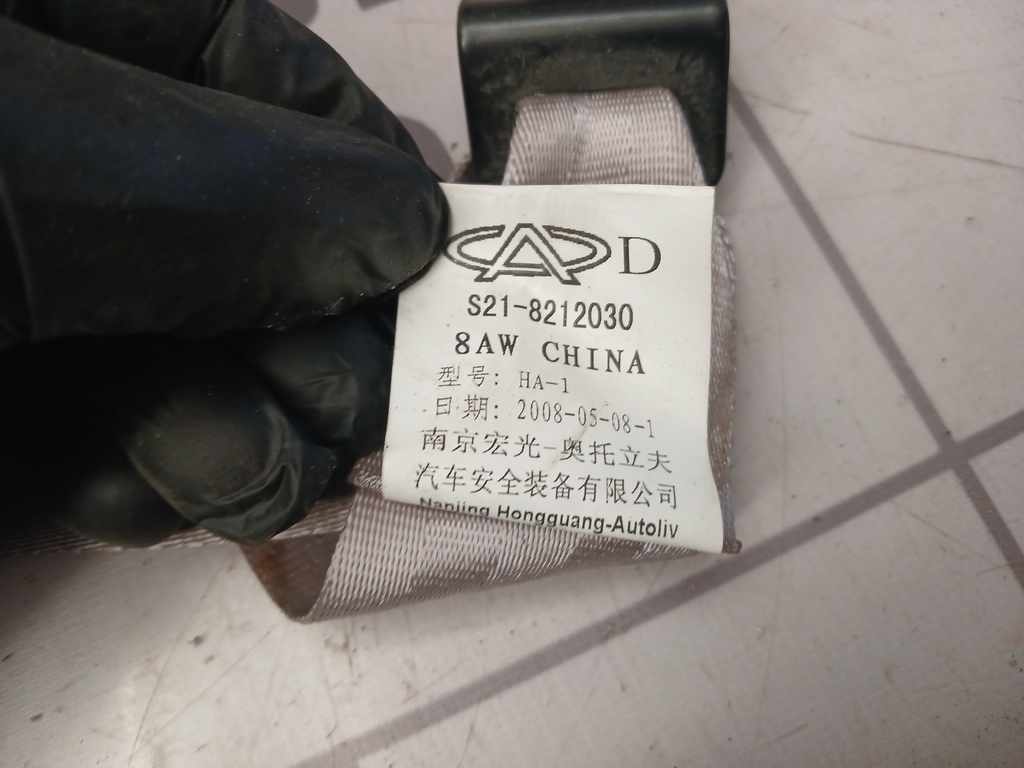 D
S21-8212030
8AW CHINA
型号: HA-1
日期: 2008-05-08-1
南京宏光-奥托立夫
汽车安全装备有限公司
Nanjing Hongguang-Autoliv